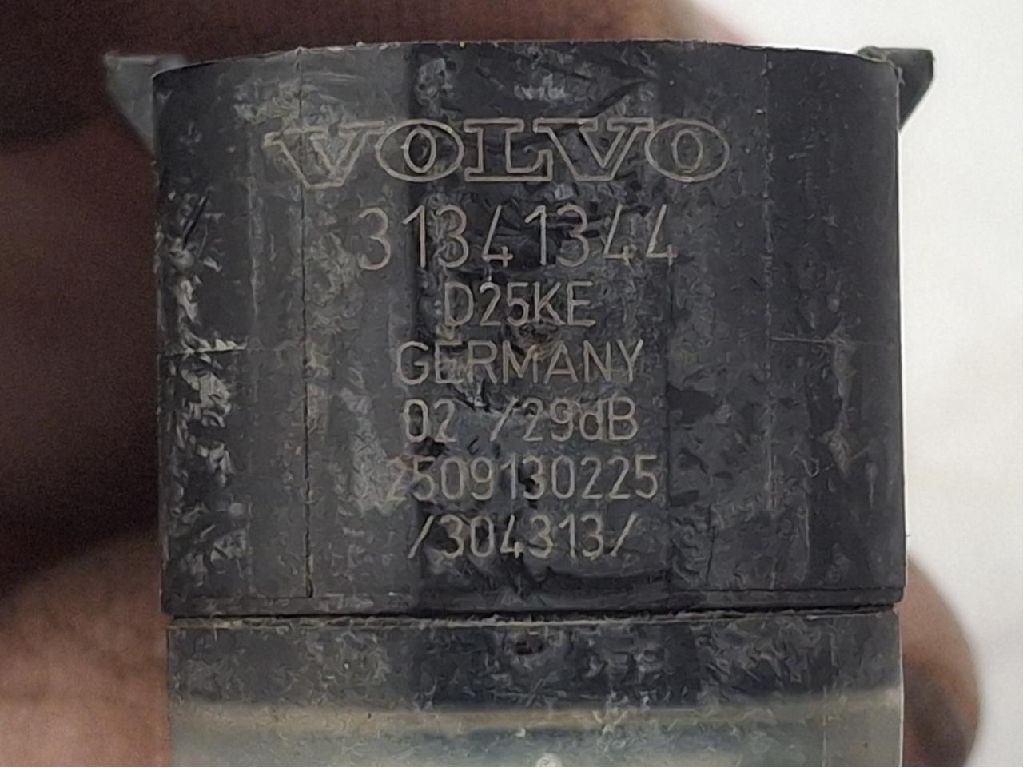 VOLVO
31341344
D25KE
GERMANY
02 /29dB
2509130225
/304313/